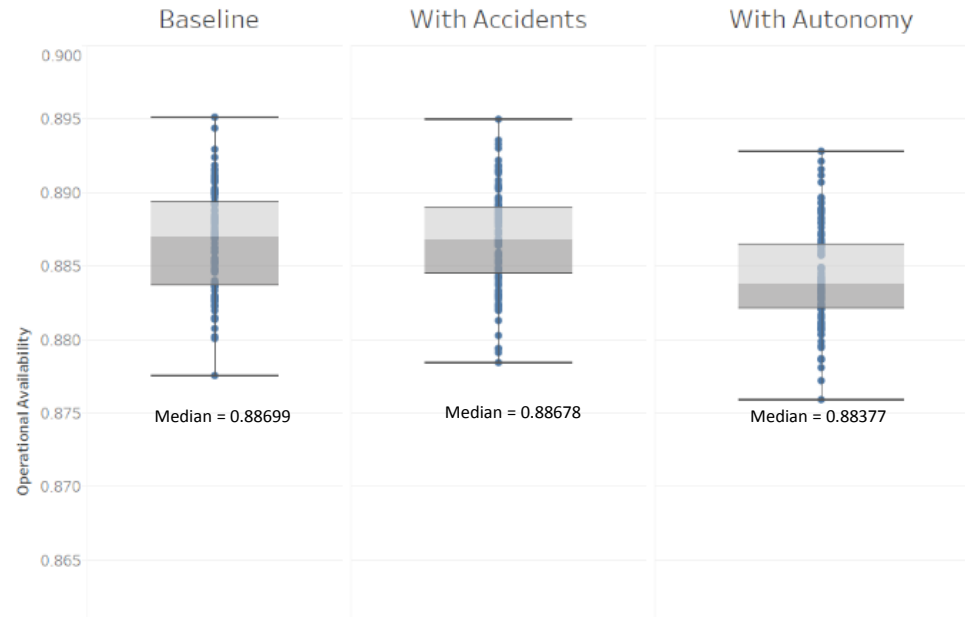 Baseline
With Accidents
With Autonomy
0.900
0.895
0.890
0.885
0.880
0.875
0.870
0.865
Operational Availability
Median = 0.88699
Median = 0.88678
Median = 0.88377